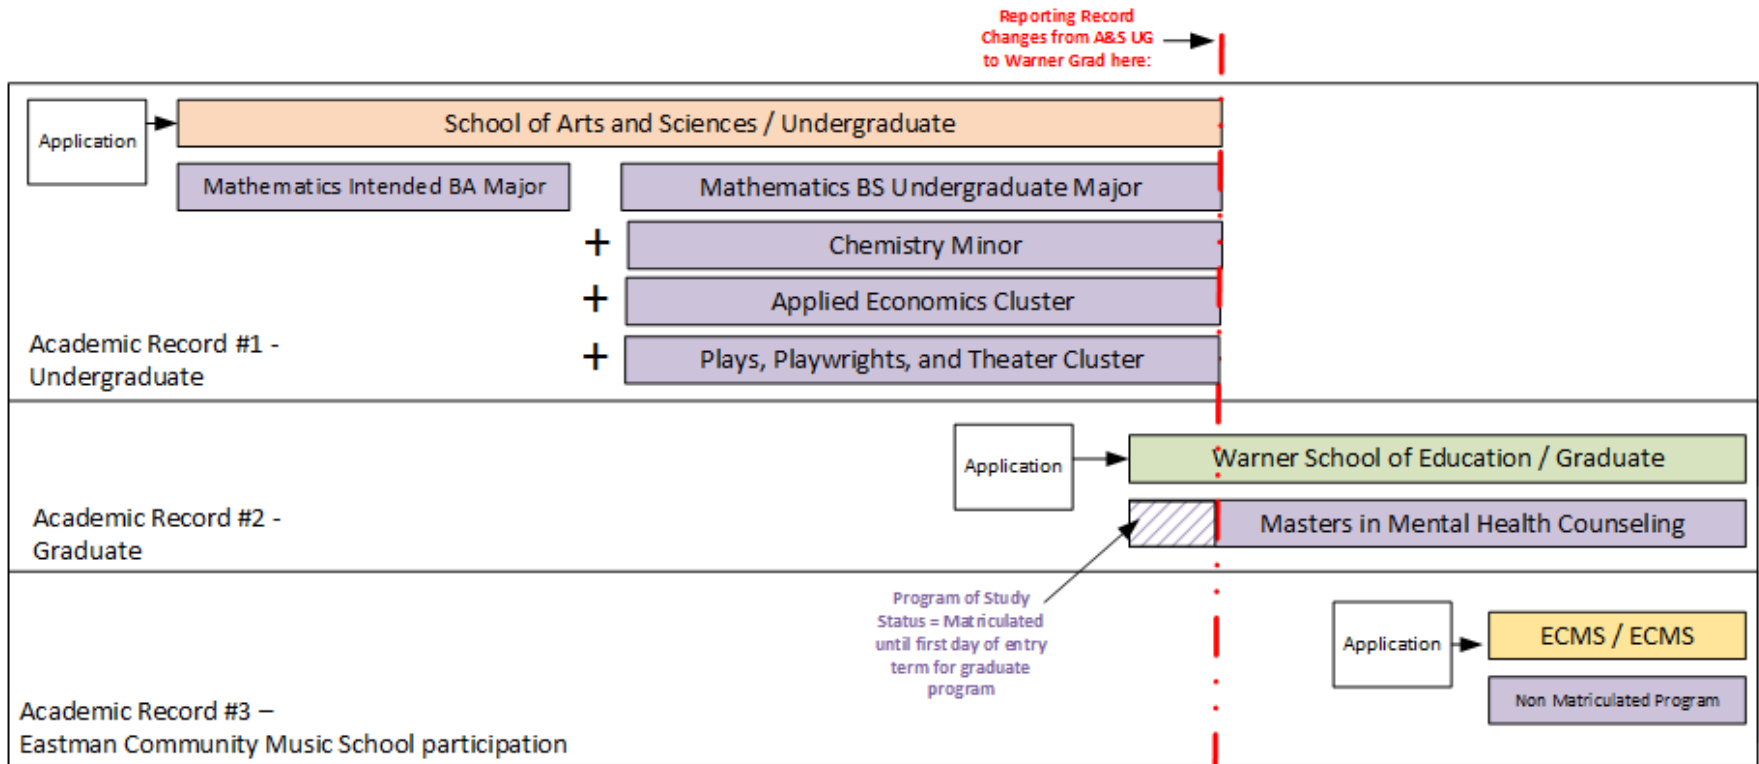 Reporting Record
Changes from A&S UG
to Warner Grad here:
Application
School of Arts and Sciences / Undergraduate
Mathematics Intended BA Major
Mathematics BS Undergraduate Major
+
Chemistry Minor
+
Applied Economics Cluster
+
Plays, Playwrights, and Theater Cluster
Academic Record #1 -
Undergraduate
Application
Warner School of Education / Graduate
Masters in Mental Health Counseling
Academic Record #2 -
Graduate
Program of Study
Status = Matriculated
until first day of entry
term for graduate
program
Application
ECMS / ECMS
Non Matriculated Program
Academic Record #3 –
Eastman Community Music School participation